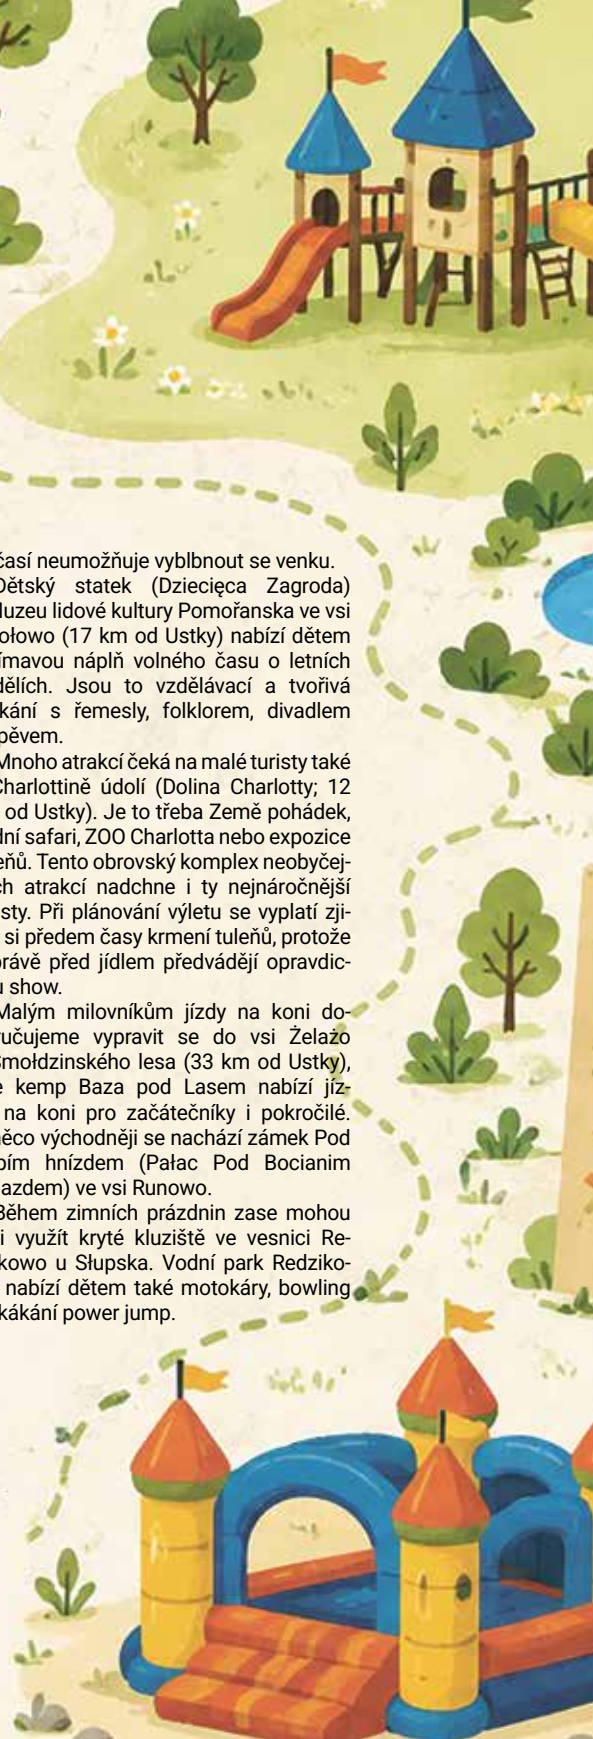 časí neumožňuje vyblbnout se venku.
Dětský statek (Dziecięca Zagroda)
Muzeu lidové kultury Pomořanska ve vsi
ołowo (17 km od Ustky) nabízí dětem
ímavou náplň volného času o letních
dělích. Jsou to vzdělávací a tvořivá
kání s řemesly, folklorem, divadlem
pěvem.
Mnoho atrakcí čeká na malé turisty také
Charlottině údolí (Dolina Charlotty; 12
od Ustky). Je to třeba Země pohádek,
dní safari, ZOO Charlotta nebo expozice
eňů. Tento obrovský komplex neobyčej-
ch atrakcí nadchne i ty nejnáročnější
sty. Při plánování výletu se vyplatí zji-
si předem časy krmení tuleňů, protože
právě před jídlem předvádějí opravdic-
u show.
Malým milovníkům jízdy na koni do-
ručujeme vypravit se do vsi Żelazo
Smołdzinského lesa (33 km od Ustky),
e kemp Baza pod Lasem nabízí jíz-
na koni pro začátečníky i pokročilé.
něco východněji se nachází zámek Pod
pím hnízdem (Pałac Pod Bocianim
azdem) ve vsi Runowo.
Během zimních prázdnin zase mohou
i využít kryté kluziště ve vesnici Re-
kowo u Słupska. Vodní park Redziko-
nabízí dětem také motokáry, bowling
kákání power jump.